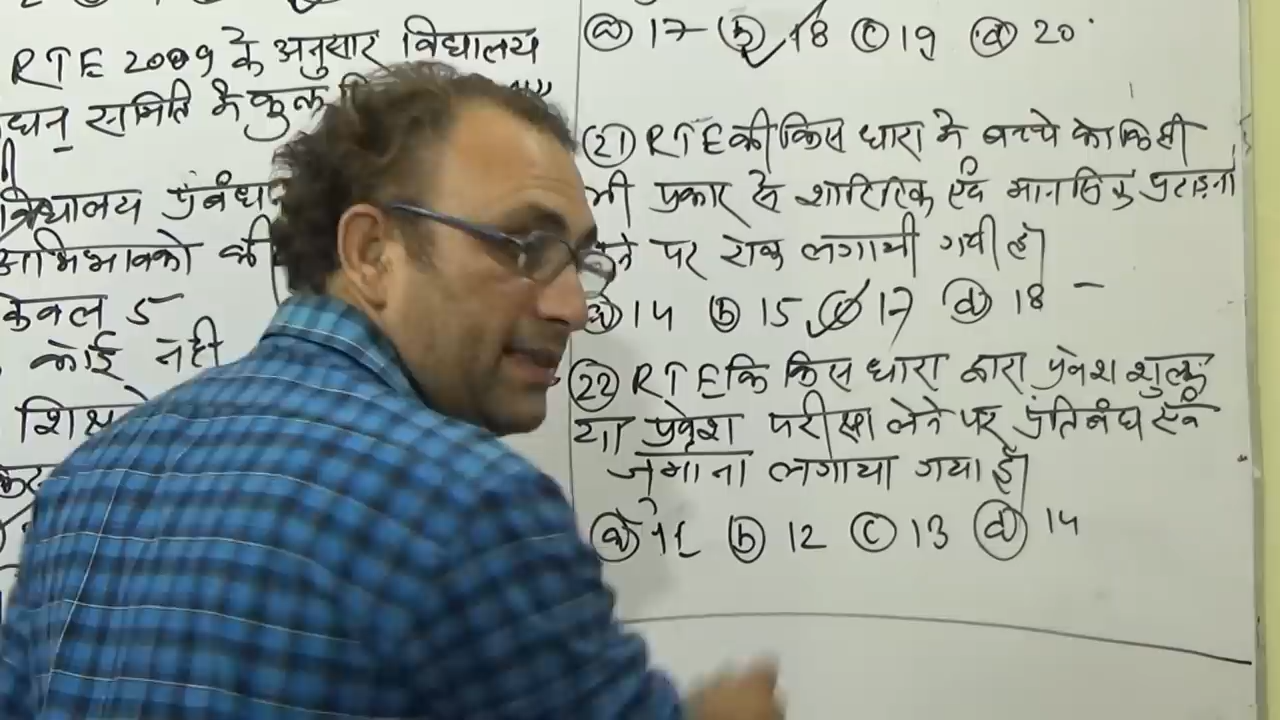 RTE 2009 के अनुसार विद्यालय
समिति में कुल
विद्यालय प्रबंधन
अभिभावको की
केवल 5
कोई नही
ⓐ 17 ⓑ 18 ⓒ 19 ⓓ 20
(21) RTE की किस धारा मे बच्चे को किसी
भी प्रकार के शारिरिक एवं मानसिक प्रताड़ना
पर रोक लगायी गयी है
ⓐ 14 ⓑ 15 ⓒ 17 ⓓ 18
(22) RTE कि किस धारा द्वारा प्रवेश शुल्क
या प्रवेश परीक्षा लेने पर प्रतिबंध एवं
जुमाना लगाया गया है
ⓐ 11 ⓑ 12 ⓒ 13 ⓓ 14